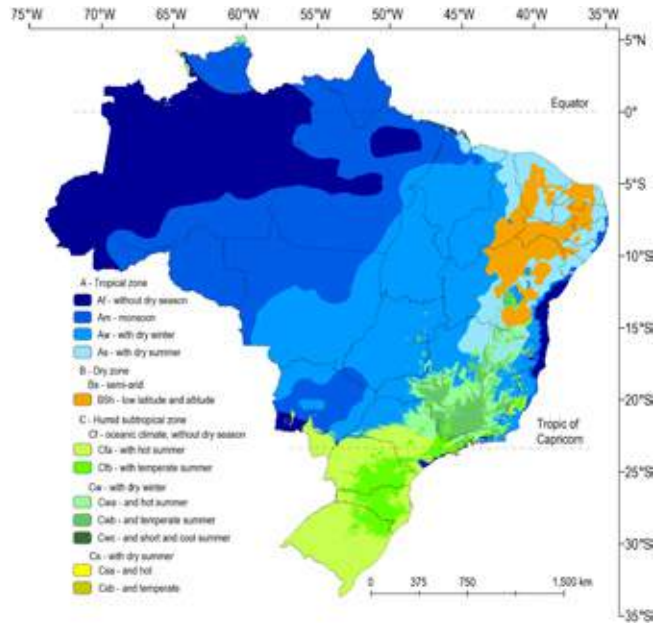 75°W 70°W 65°W 60°W 55°W 50°W 45°W 40°W 35°W
5°N
Equator
0°
5°S
10°S
A - Tropical zone
Af - without dry season
Am - monsoon
Aw - with dry winter
As - with dry summer
15°S
B - Dry zone
Bs - semi-arid
BSh - low latitude and altitude
20°S
C - Humid subtropical zone
Cf - oceanic climate, without dry season
Tropic of
Capricorn
Cfa - with hot summer
Cfb - with temperate summer
25°S
Cw - with dry winter
Cwa - and hot summer
Cwb - and temperate summer
Cwc - and short and cool summer
30°S
Cs - with dry summer
Csa - and hot
Csb - and temperate
0 375 750 1,500 km
35°S